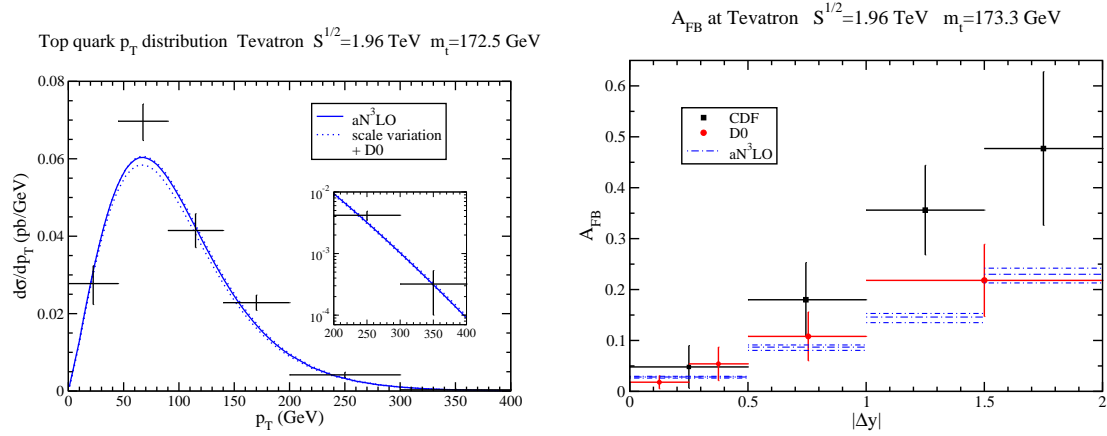 Top quark p_T distribution Tevatron S^1/2=1.96 TeV m_t=172.5 GeV
0.08
0.06
0.04
0.02
0
dσ/dp_T (pb/GeV)
aN^3LO
scale variation
+ D0
10^-2
10^-3
10^-4
200 250 300 350 400
0 50 100 150 200 250 300 350 400
p_T (GeV)
A_FB at Tevatron S^1/2=1.96 TeV m_t=173.3 GeV
0.6
0.5
0.4
0.3
0.2
0.1
0
A_FB
CDF
D0
aN^3LO
0 0.5 1 1.5 2
|Δy|